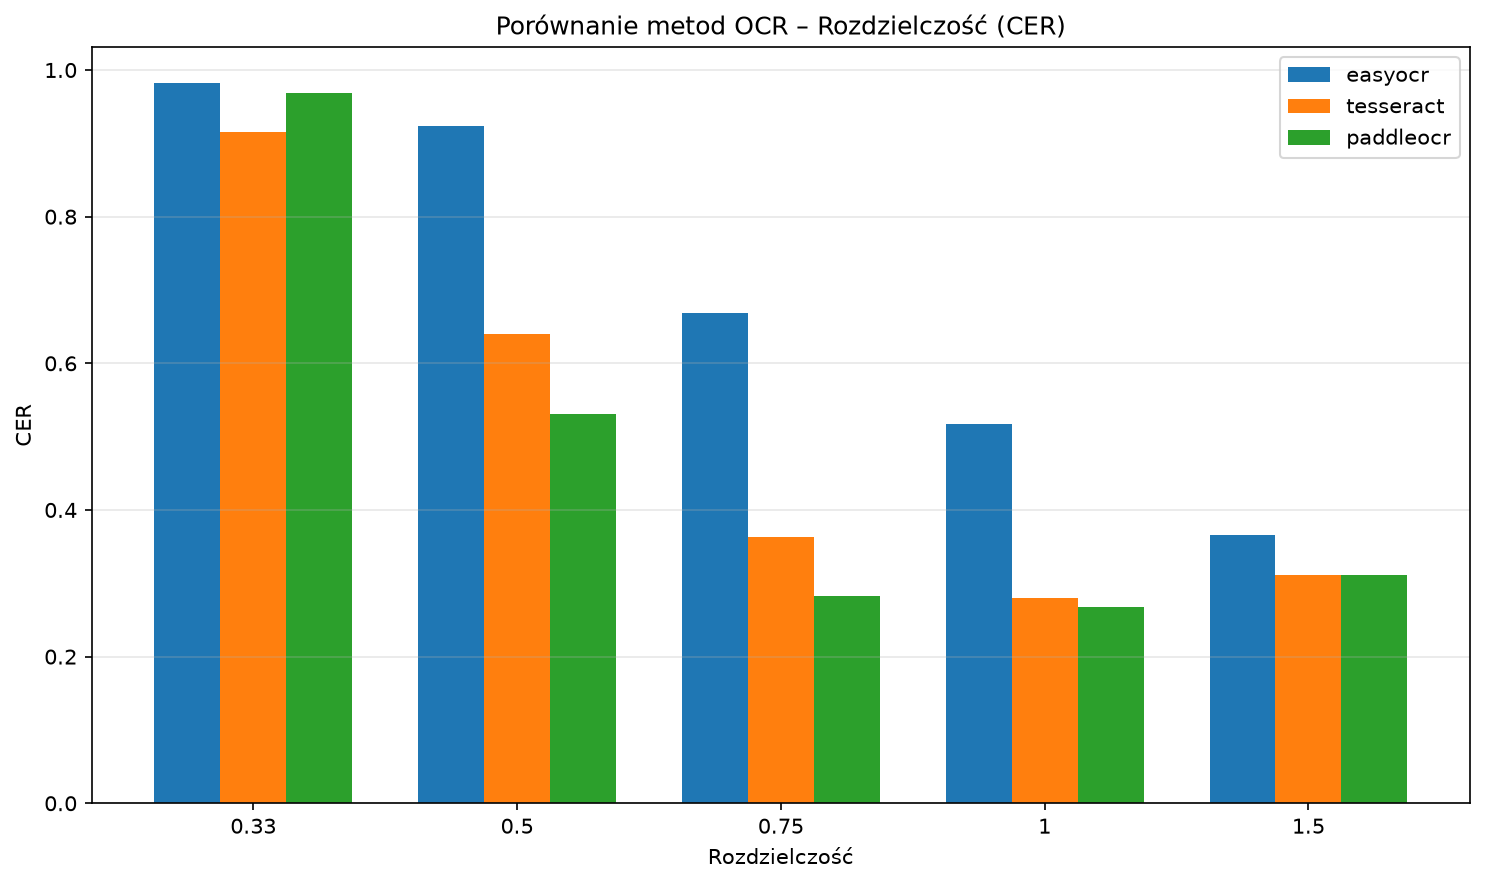 Porównanie metod OCR – Rozdzielczość (CER)
easyocr
tesseract
paddleocr
1.0
0.8
0.6
0.4
0.2
0.0
CER
0.33 0.5 0.75 1 1.5
Rozdzielczość